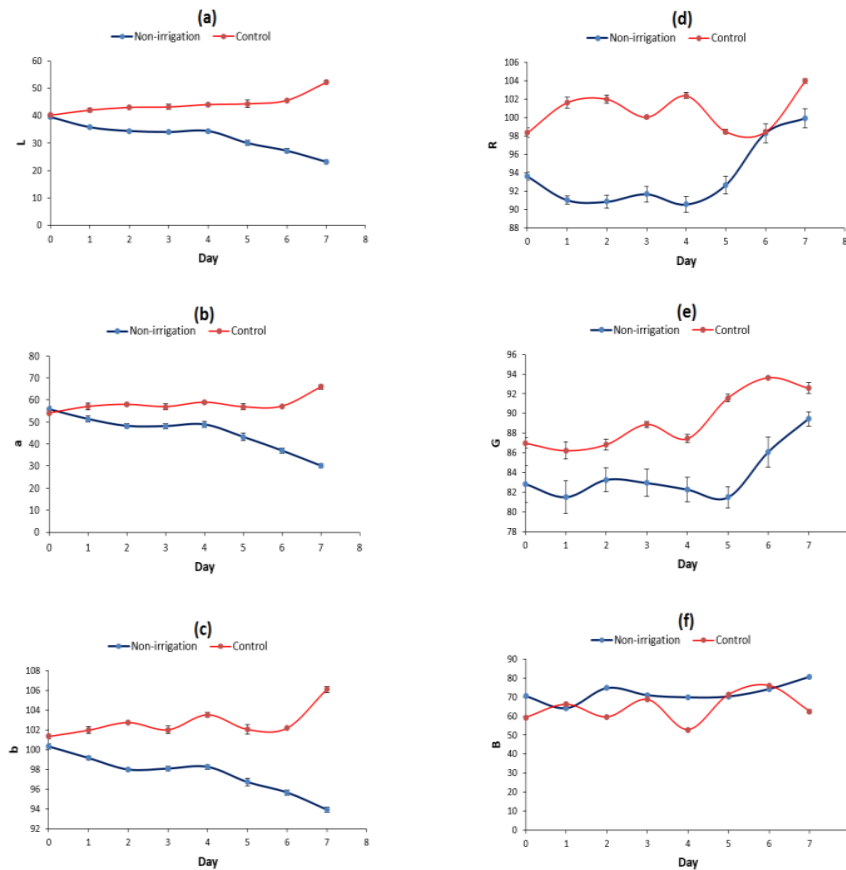 (a)
Non-irrigation Control
60
50
40
30
20
10
0
L
0 1 2 3 4 5 6 7 8
Day
(b)
Non-irrigation Control
80
70
60
50
40
30
20
10
0
a
0 1 2 3 4 5 6 7 8
Day
(c)
Non-irrigation Control
108
106
104
102
100
98
96
94
92
b
0 1 2 3 4 5 6 7 8
Day
(d)
Non-irrigation Control
106
104
102
100
98
96
94
92
90
88
R
0 1 2 3 4 5 6 7 8
Day
(e)
Non-irrigation Control
96
94
92
90
88
86
84
82
80
78
G
0 1 2 3 4 5 6 7 8
Day
(f)
Non-irrigation Control
90
80
70
60
50
40
30
20
10
0
B
0 1 2 3 4 5 6 7 8
Day